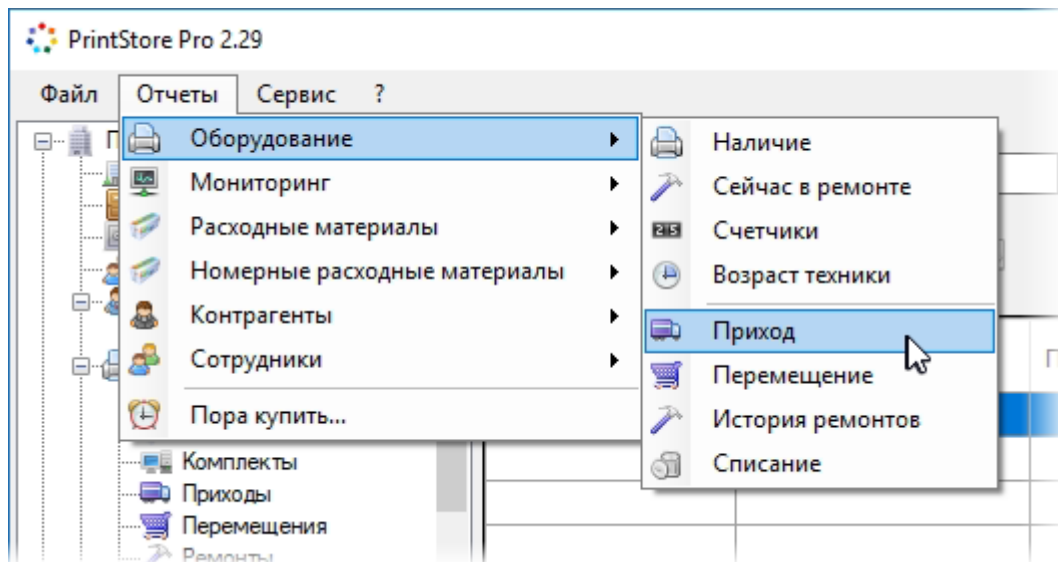 PrintStore Pro 2.29
Файл Отчеты Сервис ?
Оборудование
Мониторинг
Расходные материалы
Номерные расходные материалы
Контрагенты
Сотрудники
Пора купить...
Наличие
Сейчас в ремонте
Счетчики
Возраст техники
Приход
Перемещение
История ремонтов
Списание
Комплекты
Приходы
Перемещения
Ремонты